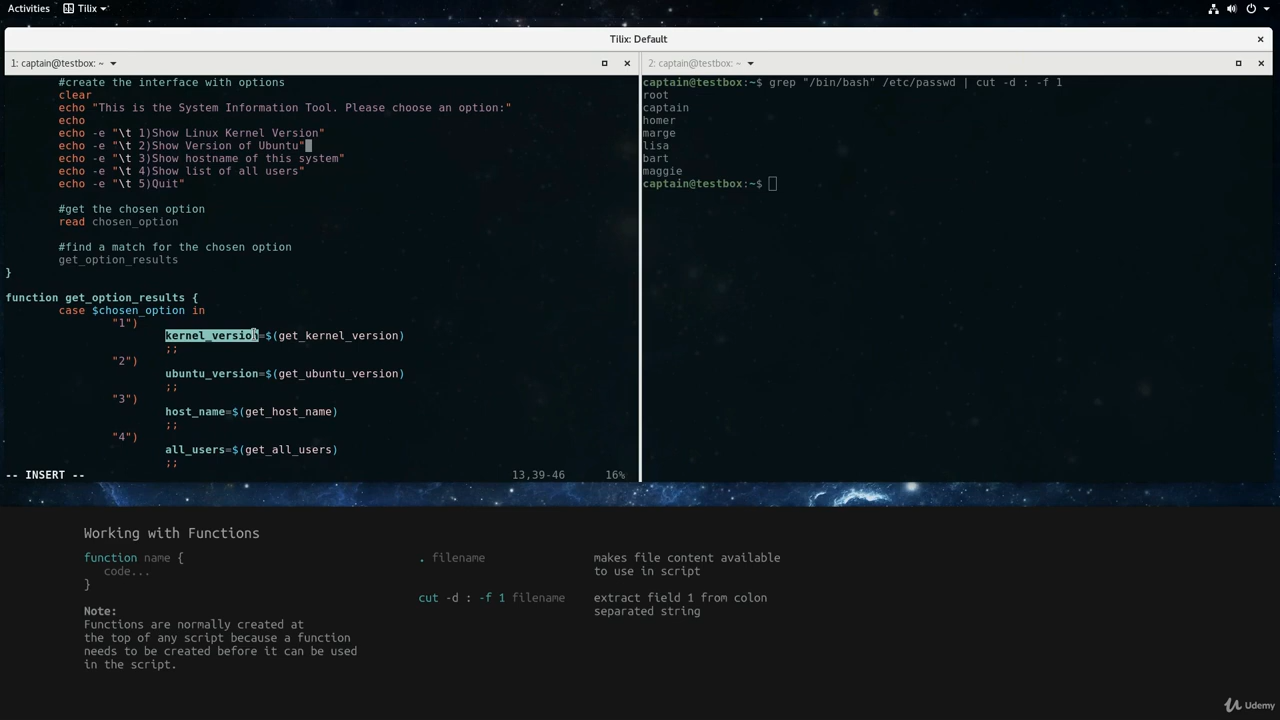 Activities
Tilix
Tilix: Default
1: captain@testbox: ~
#create the interface with options
clear
echo "This is the System Information Tool. Please choose an option:"
echo
echo -e "\t 1)Show Linux Kernel Version"
echo -e "\t 2)Show Version of Ubuntu"
echo -e "\t 3)Show hostname of this system"
echo -e "\t 4)Show list of all users"
echo -e "\t 5)Quit"
#get the chosen option
read chosen_option
#find a match for the chosen option
get_option_results
}
function get_option_results {
case $chosen_option in
"1")
kernel_version=$(get_kernel_version)
;;
"2")
ubuntu_version=$(get_ubuntu_version)
;;
"3")
host_name=$(get_host_name)
;;
"4")
all_users=$(get_all_users)
;;
-- INSERT -- 13,39-46 16%
2: captain@testbox: ~
captain@testbox:~$ grep "/bin/bash" /etc/passwd | cut -d : -f 1
root
captain
homer
marge
lisa
bart
maggie
captain@testbox:~$
Working with Functions
function name {
code...
}
Note:
Functions are normally created at
the top of any script because a function
needs to be created before it can be used
in the script.
. filename makes file content available
to use in script
cut -d : -f 1 filename extract field 1 from colon
separated string
Udemy